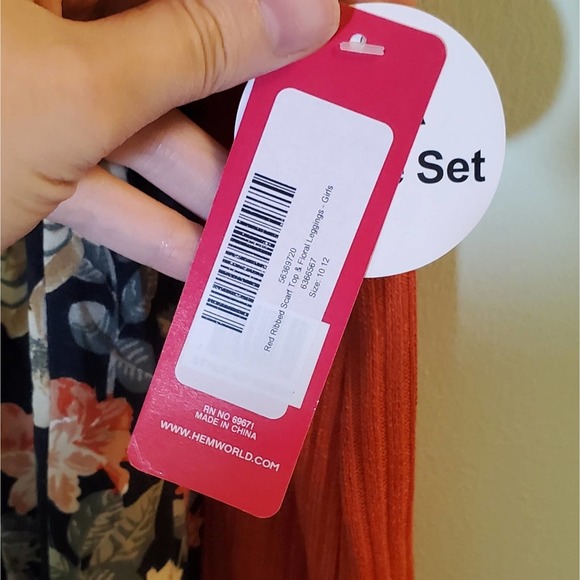 Set
56369720
Red Ribbed Scarf Top & Floral Leggings - Girls
6366567
Size: 10 12
RN NO 69671
MADE IN CHINA
WWW.HEMWORLD.COM